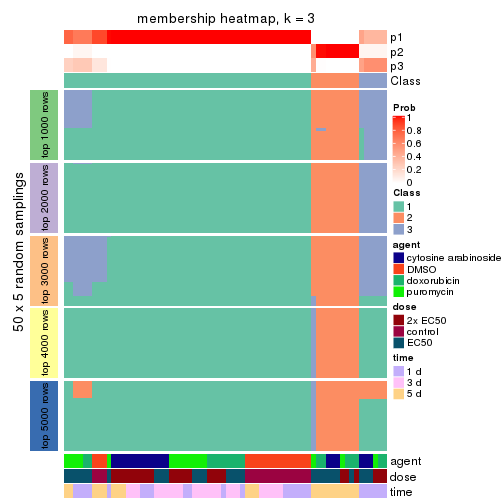 membership heatmap, k = 3
p1
p2
p3
Class
50 x 5 random samplings
top 1000 rows
top 2000 rows
top 3000 rows
top 4000 rows
top 5000 rows
agent
dose
time
Prob
1
0.8
0.6
0.4
0.2
0
Class
1
2
3
agent
cytosine arabinoside
DMSO
doxorubicin
puromycin
dose
2x EC50
control
EC50
time
1 d
3 d
5 d